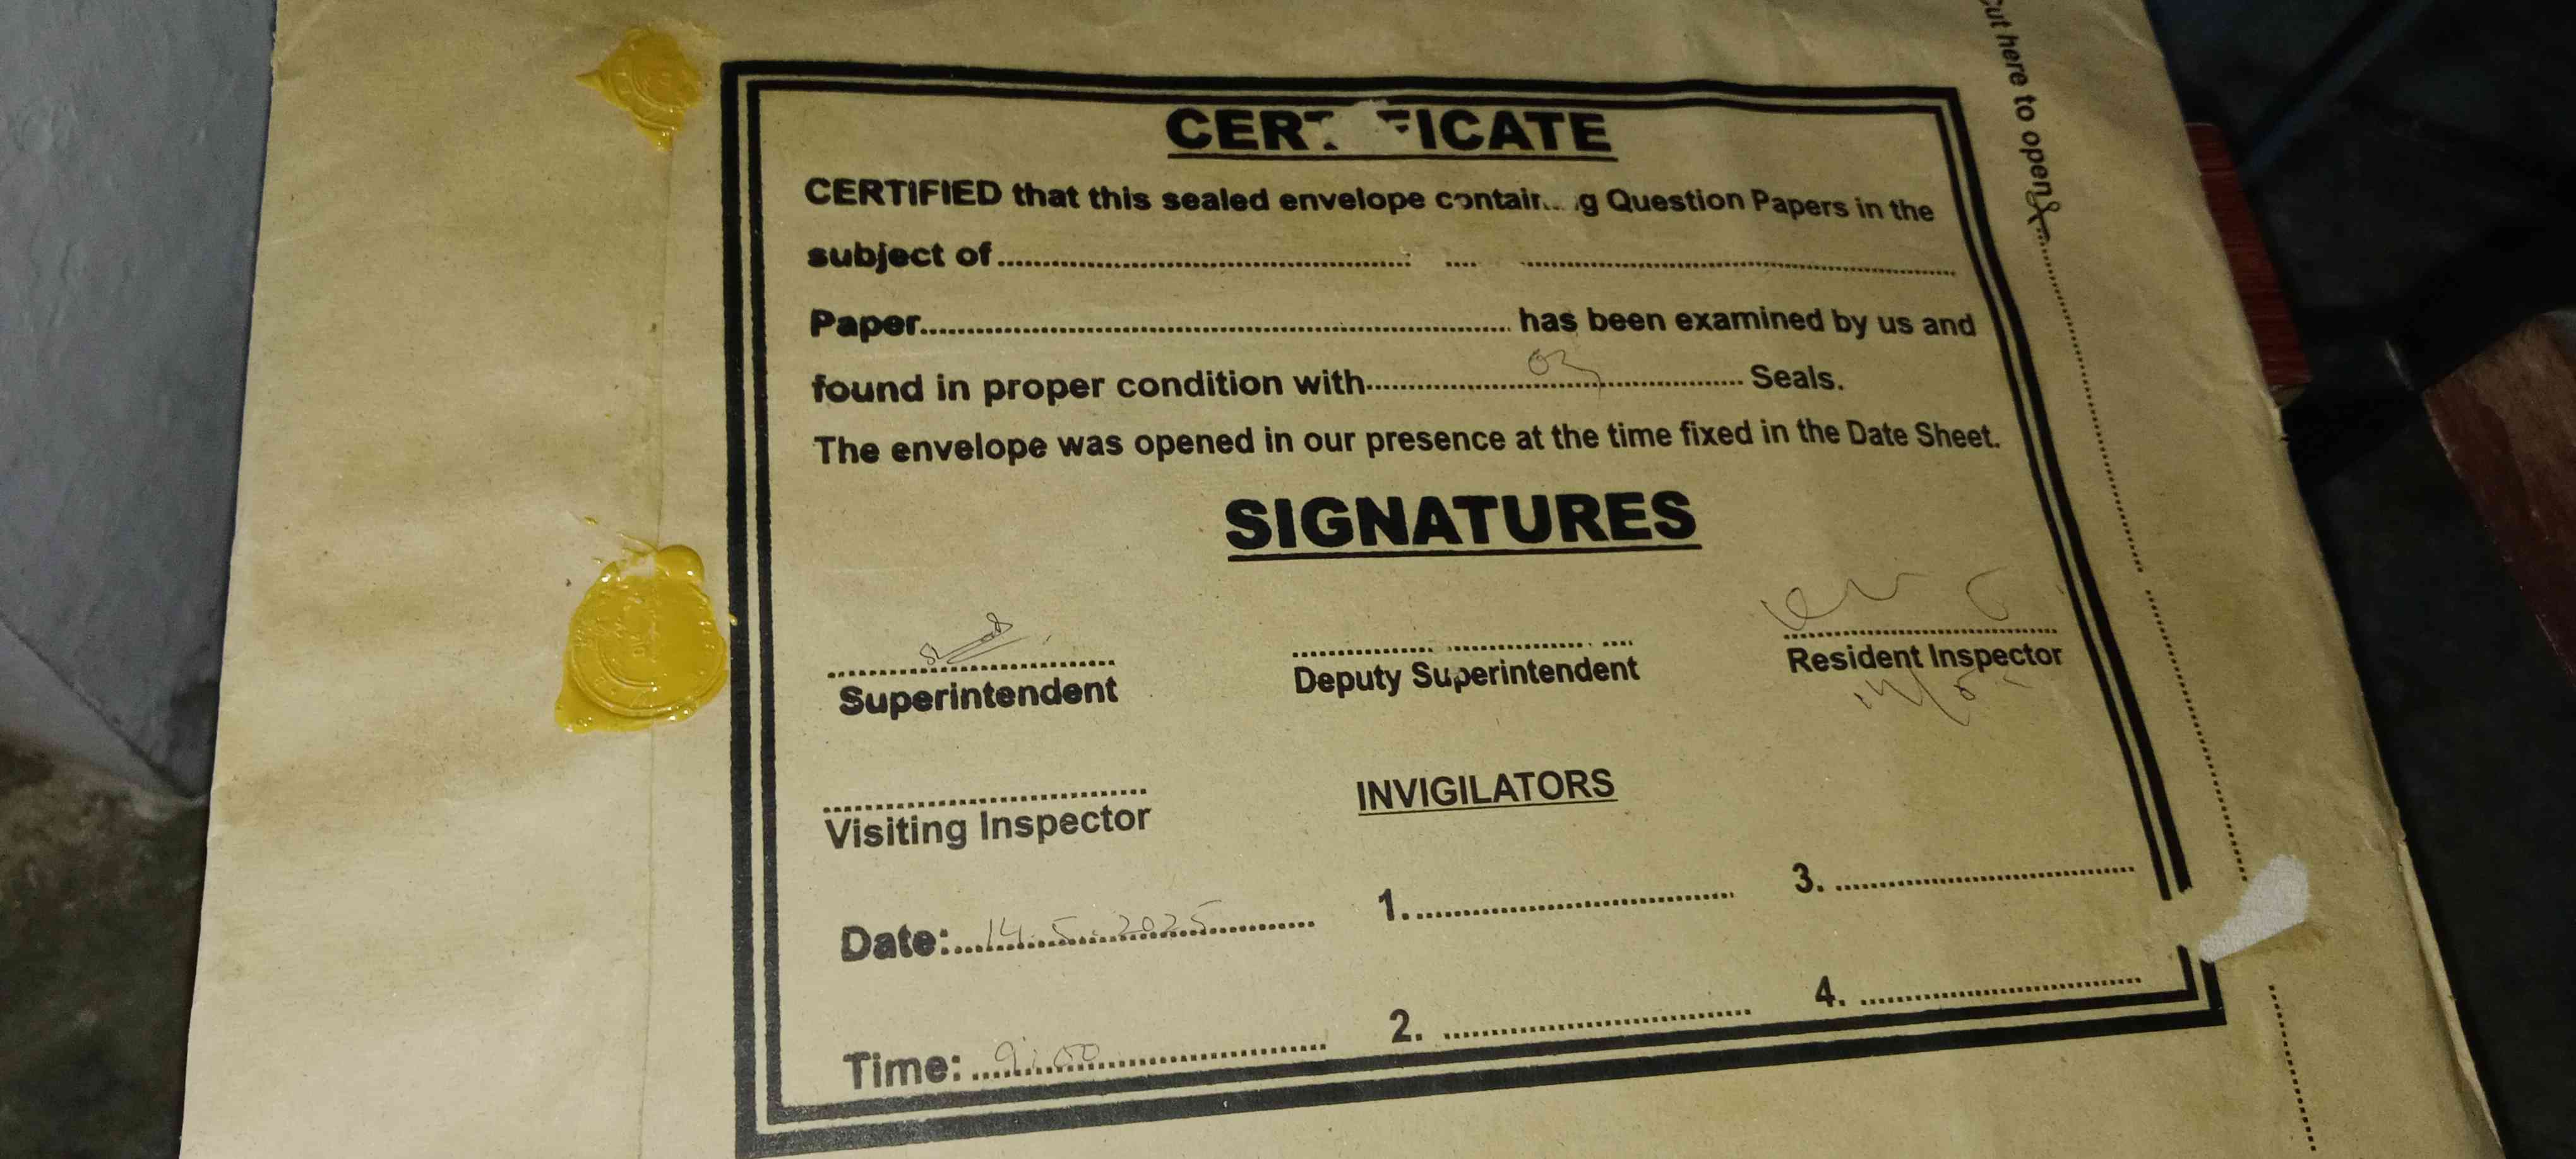 Cut here to open
CERTIFICATE
CERTIFIED that this sealed envelope containing Question Papers in the
subject of
Paper has been examined by us and
found in proper condition with 03 Seals.
The envelope was opened in our presence at the time fixed in the Date Sheet.
SIGNATURES
Superintendent Deputy Superintendent Resident Inspector
Visiting Inspector INVIGILATORS
Date: 14.5.2025 1. 3.
Time: 9:00 2. 4.